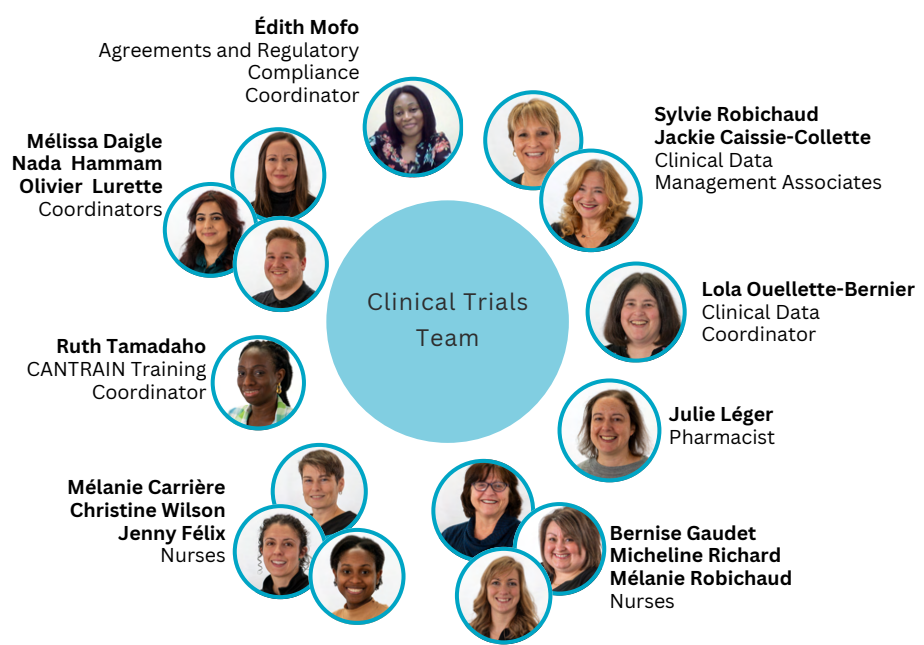 Édith Mofo
Agreements and Regulatory
Compliance
Coordinator
Sylvie Robichaud
Jackie Caissie-Collette
Clinical Data
Management Associates
Mélissa Daigle
Nada Hammam
Olivier Lurette
Coordinators
Clinical Trials
Team
Lola Ouellette-Bernier
Clinical Data
Coordinator
Ruth Tamadaho
CANTRAIN Training
Coordinator
Julie Léger
Pharmacist
Mélanie Carrière
Christine Wilson
Jenny Félix
Nurses
Bernise Gaudet
Micheline Richard
Mélanie Robichaud
Nurses